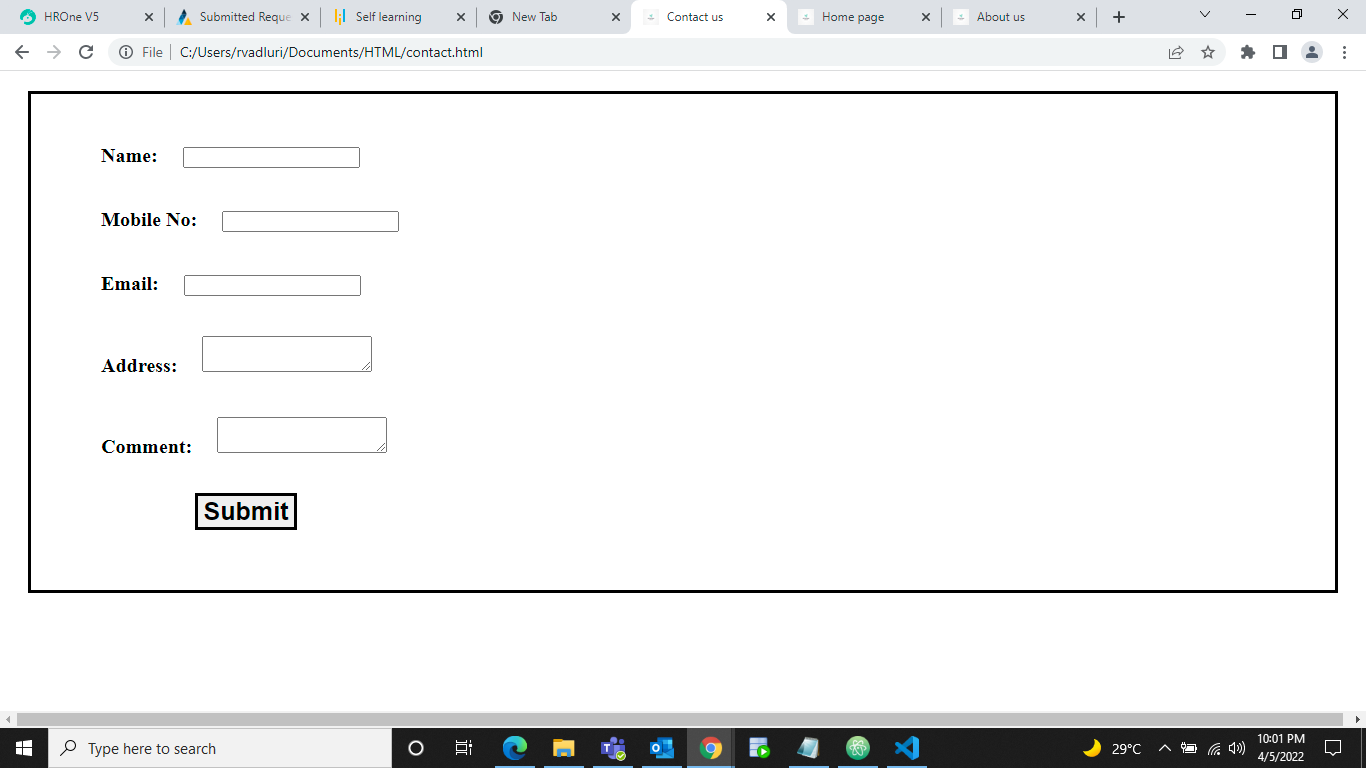 HROne V5
Submitted Reque
Self learning
New Tab
Contact us
Home page
About us
File
C:/Users/rvadluri/Documents/HTML/contact.html
Name:
Mobile No:
Email:
Address:
Comment:
Submit
Type here to search
29°C
10:01 PM
4/5/2022